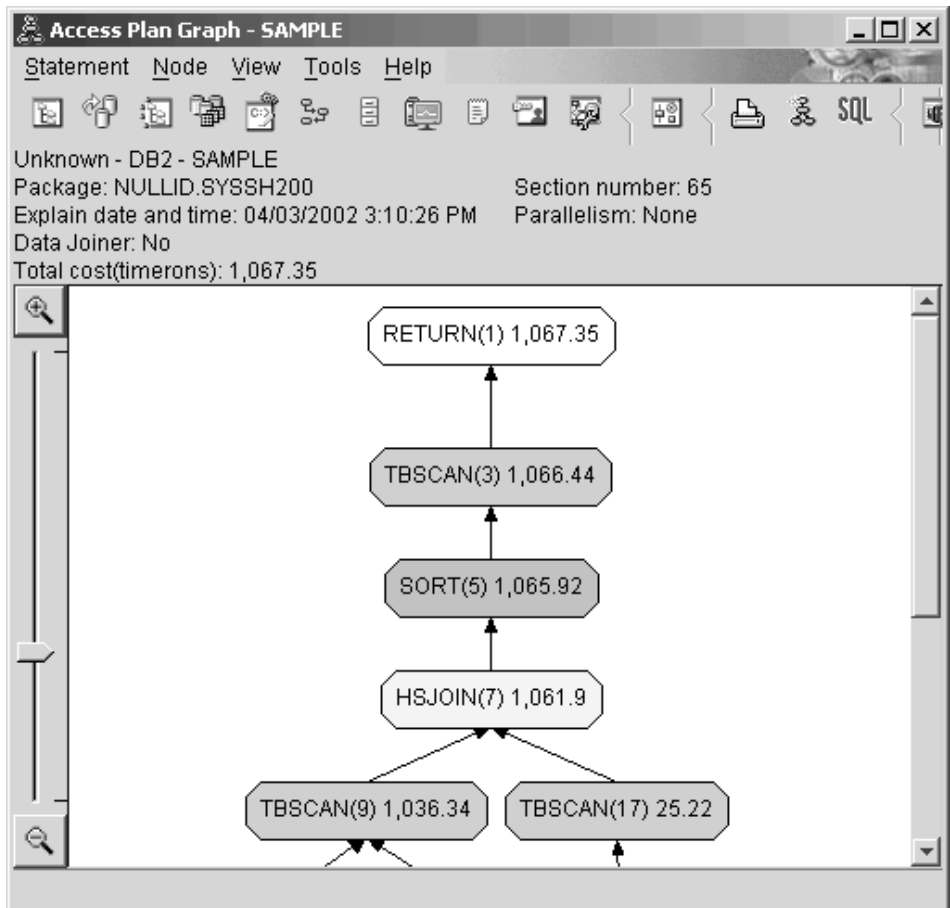 Access Plan Graph - SAMPLE
Statement Node View Tools Help
SQL
Unknown - DB2 - SAMPLE
Package: NULLID.SYSSH200 Section number: 65
Explain date and time: 04/03/2002 3:10:26 PM Parallelism: None
Data Joiner: No
Total cost(timerons): 1,067.35
RETURN(1) 1,067.35
TBSCAN(3) 1,066.44
SORT(5) 1,065.92
HSJOIN(7) 1,061.9
TBSCAN(9) 1,036.34 TBSCAN(17) 25.22